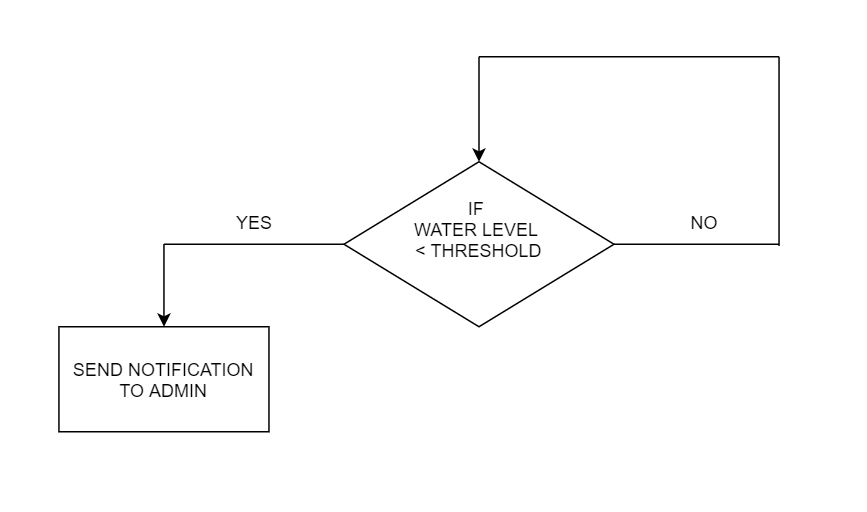 IF
WATER LEVEL
< THRESHOLD
YES
NO
SEND NOTIFICATION
TO ADMIN